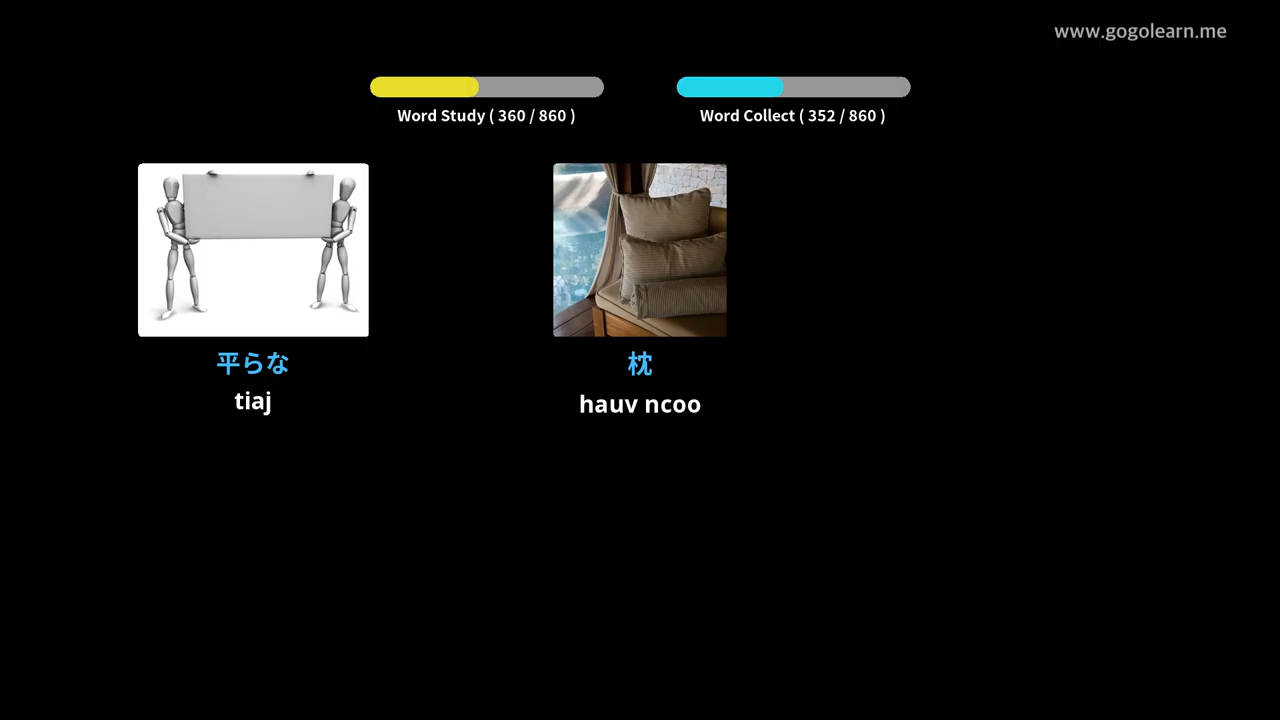 www.gogolearn.me
Word Study ( 360 / 860 )
Word Collect ( 352 / 860 )
平らな
tiaj
枕
hauv ncoo